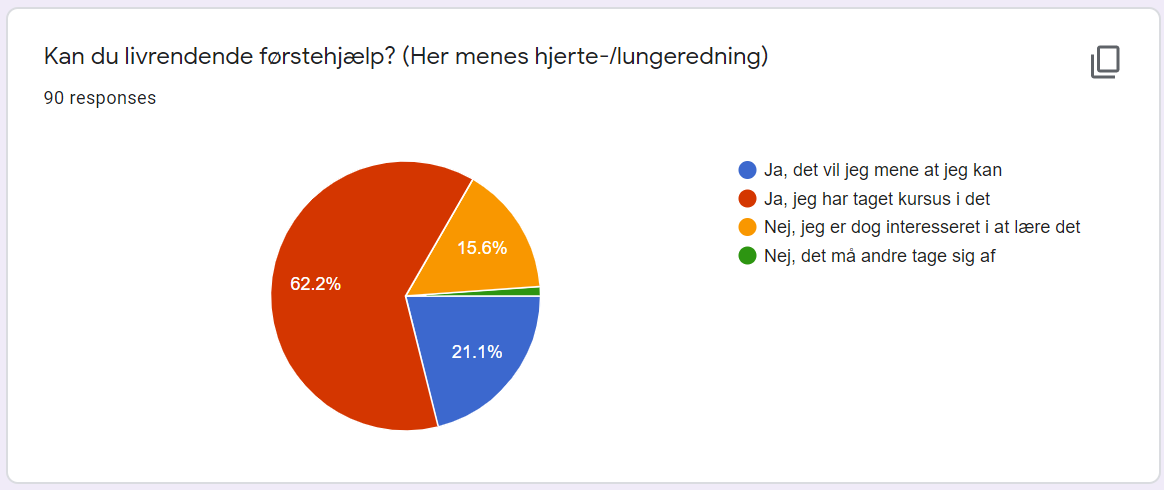 Kan du livrendende førstehjælp? (Her menes hjerte-/lungeredning)
90 responses
Ja, det vil jeg mene at jeg kan
Ja, jeg har taget kursus i det
Nej, jeg er dog interesseret i at lære det
Nej, det må andre tage sig af
15.6%
62.2%
21.1%